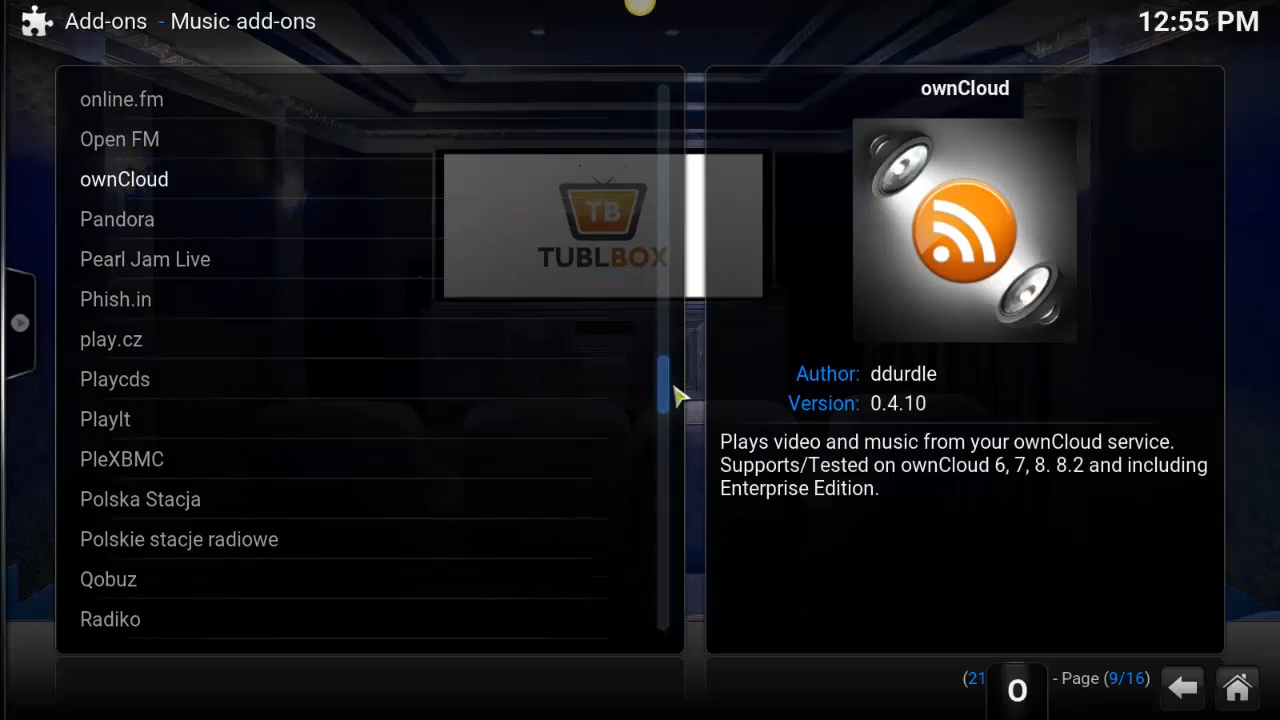 Add-ons - Music add-ons
12:55 PM
online.fm
Open FM
ownCloud
Pandora
Pearl Jam Live
Phish.in
play.cz
Playcds
PlayIt
PleXBMC
Polska Stacja
Polskie stacje radiowe
Qobuz
Radiko
TB
TUBLBOX
ownCloud
Author: ddurdle
Version: 0.4.10
Plays video and music from your ownCloud service.
Supports/Tested on ownCloud 6, 7, 8. 8.2 and including
Enterprise Edition.
(21
O
- Page (9/16)